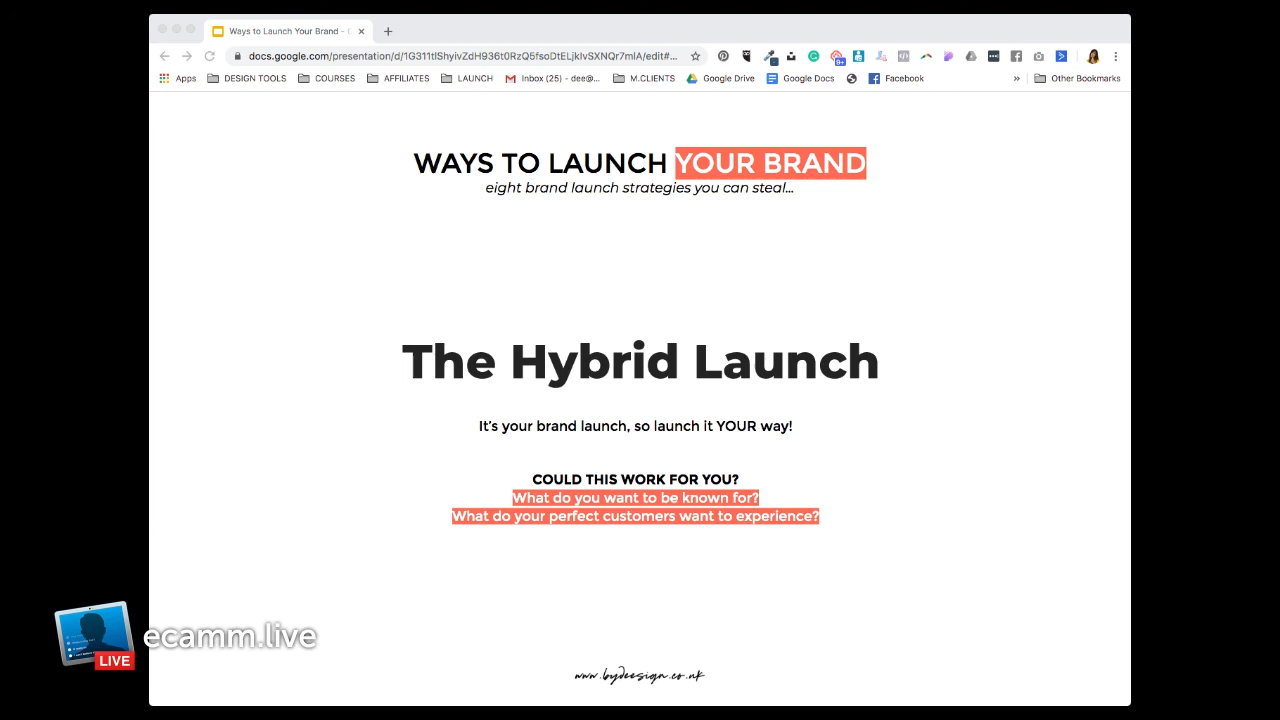 Ways to Launch Your Brand -
docs.google.com/presentation/d/1G311tIShyivZdH936t0RzQ5fsoDtELjkIvSXNQr7mIA/edit#...
9+
Apps DESIGN TOOLS COURSES AFFILIATES LAUNCH Inbox (25) - dee@... M.CLIENTS Google Drive Google Docs Facebook » Other Bookmarks
WAYS TO LAUNCH YOUR BRAND
eight brand launch strategies you can steal...
The Hybrid Launch
It's your brand launch, so launch it YOUR way!
COULD THIS WORK FOR YOU?
What do you want to be known for?
What do your perfect customers want to experience?
ecamm.live
LIVE
www.bydeesign.co.uk